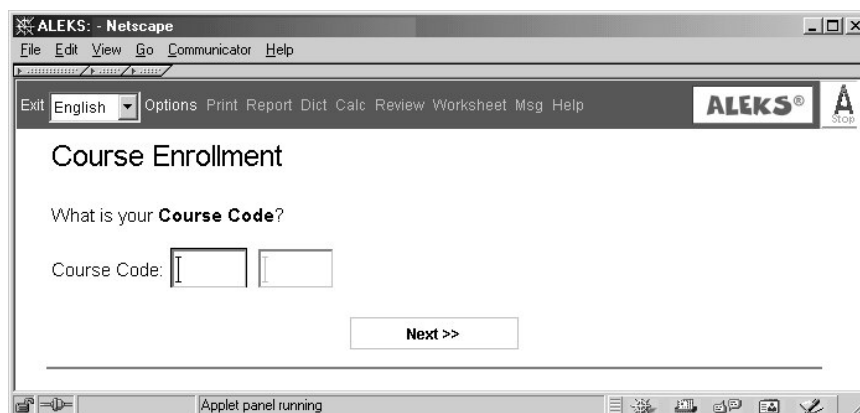 ALEKS: - Netscape
File Edit View Go Communicator Help
Exit English Options Print Report Dict Calc Review Worksheet Msg Help ALEKS® A
Stop
Course Enrollment
What is your Course Code?
Course Code:
Next >>
Applet panel running